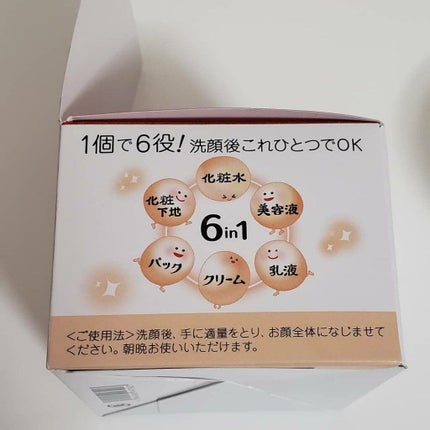 1個で6役!洗顔後これひとつでOK
化粧水
化粧
下地
美容液
6in1
パック
クリーム
乳液
<ご使用法>洗顔後、手に適量をとり、お顔全体になじませて
ください。朝晩お使いいただけます。